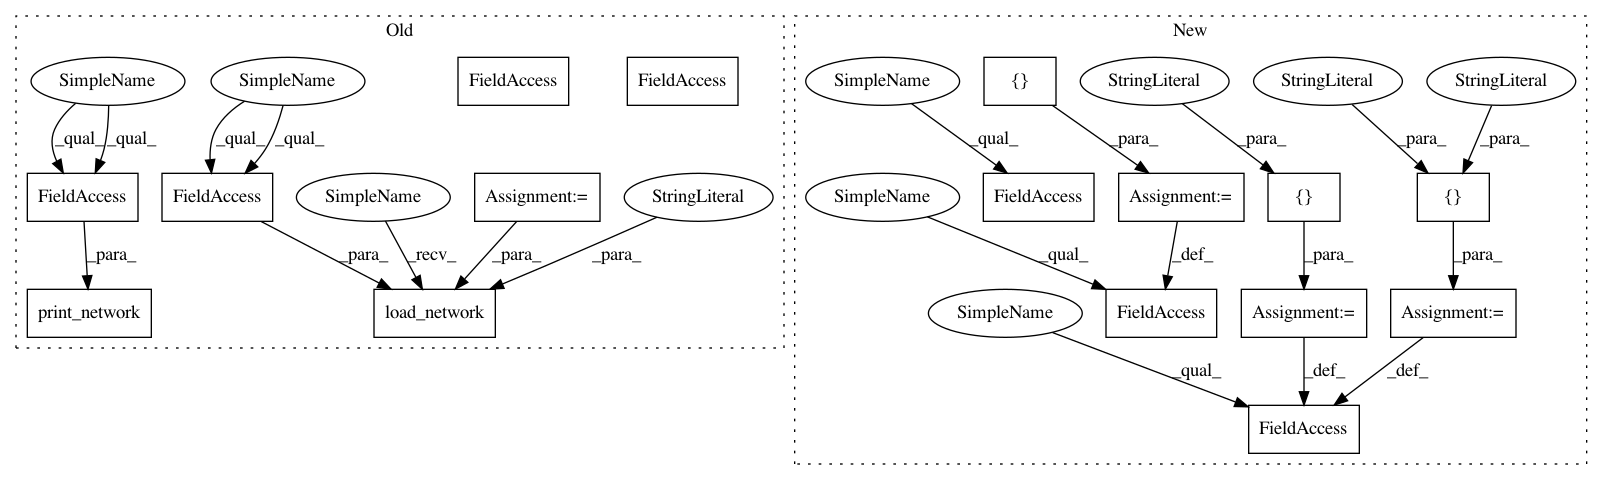 Old
New
SimpleName
SimpleName
FieldAccess
FieldAccess
SimpleName
{}
StringLiteral
StringLiteral
StringLiteral
_qual_
_qual_
_qual_
_qual_
_qual_
_para_
_para_
_para_
_para_
FieldAccess
FieldAccess
SimpleName
Assignment:=
StringLiteral
SimpleName
FieldAccess
Assignment:=
{}
{}
_para_
_para_
_recv_
_para_
_para_
_qual_
_def_
_para_
_para_
print_network
load_network
SimpleName
FieldAccess
Assignment:=
Assignment:=
_qual_
_def_
_def_
FieldAccess